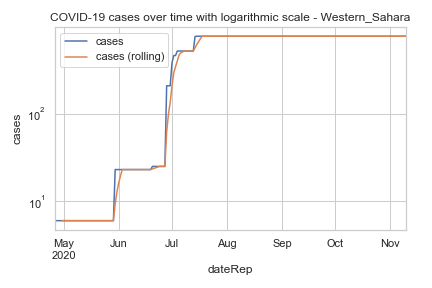 COVID-19 cases over time with logarithmic scale - Western_Sahara
cases
cases (rolling)
cases
10²
10¹
May Jun Jul Aug Sep Oct Nov
2020
dateRep